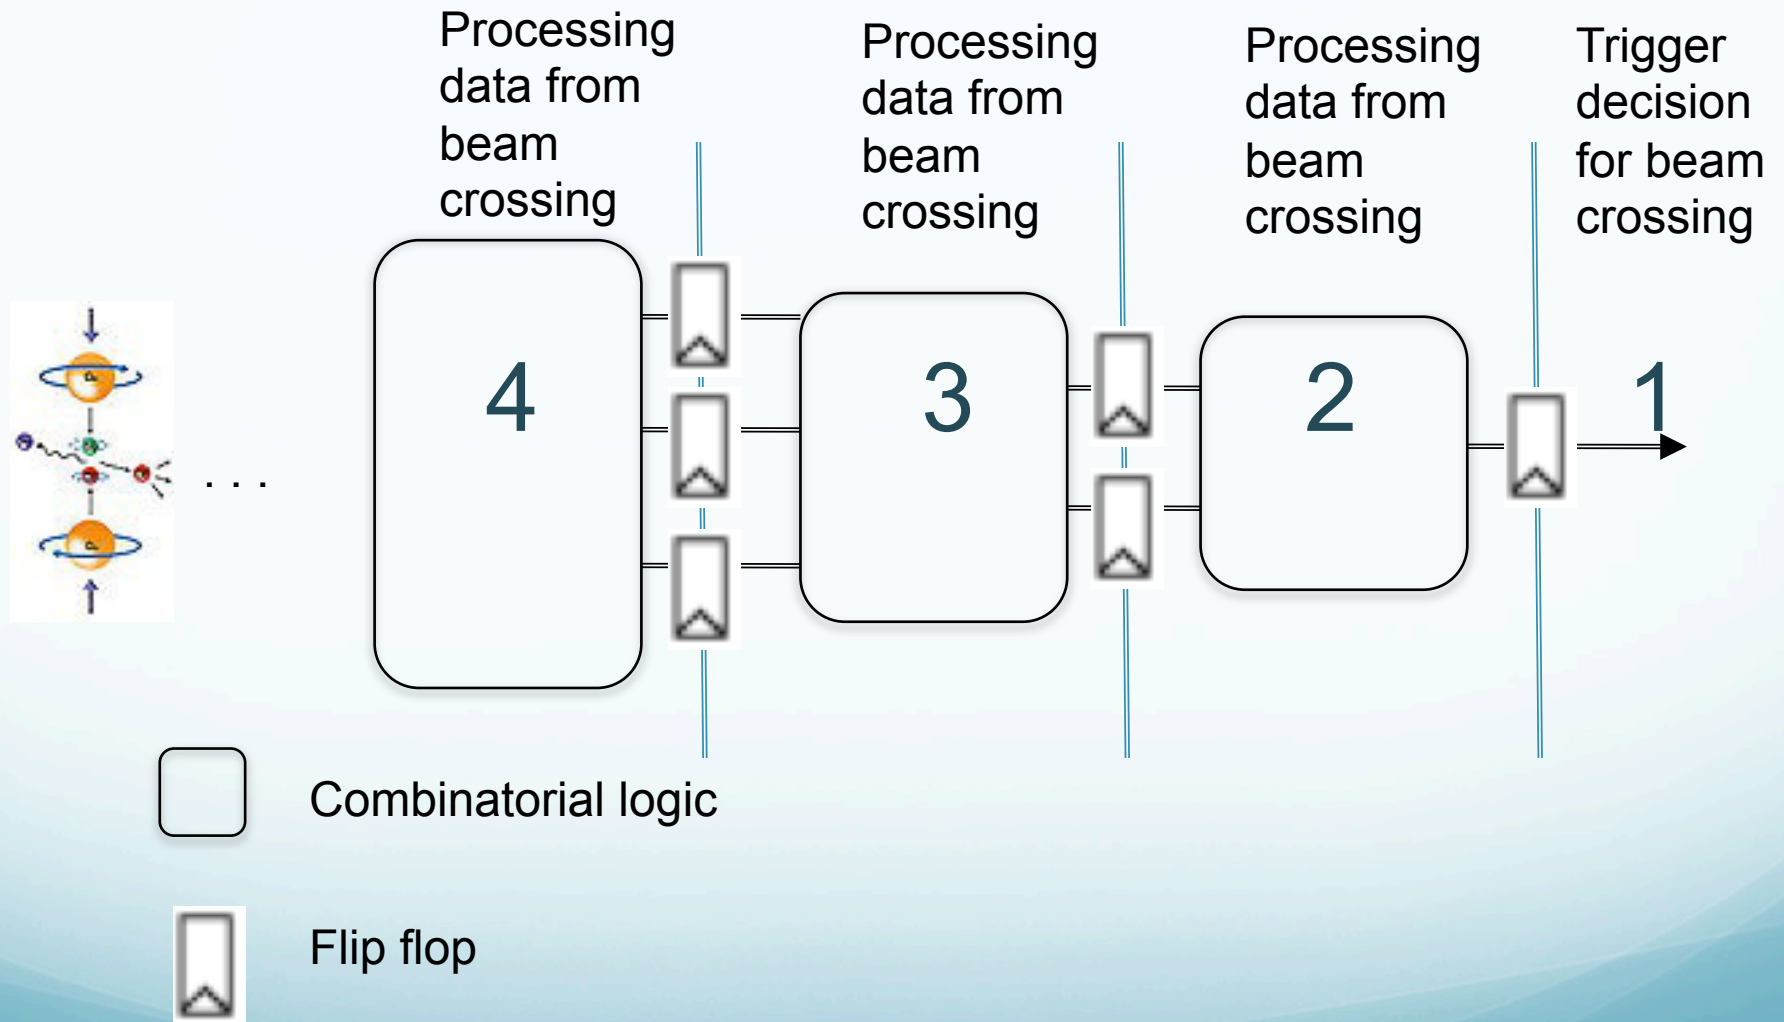 Processing
data from
beam
crossing
Processing
data from
beam
crossing
Processing
data from
beam
crossing
Trigger
decision
for beam
crossing
4
3
2
1
. . .
Combinatorial logic
Flip flop